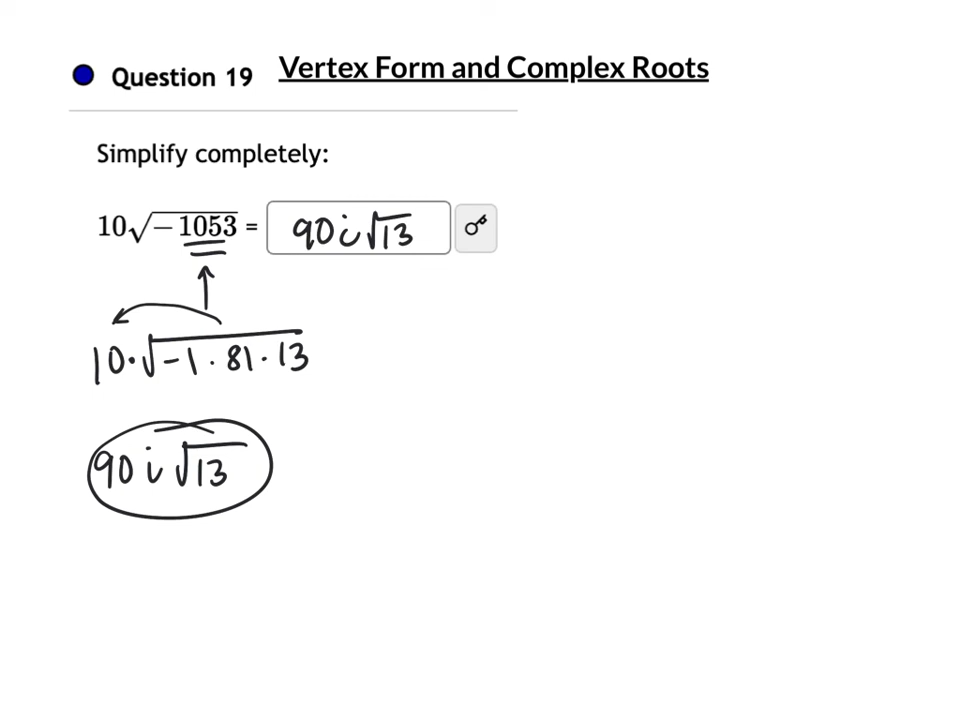 Question 19 Vertex Form and Complex Roots
Simplify completely:
10√−1053 = 90i√13
10·√−1·81·13
90i√13